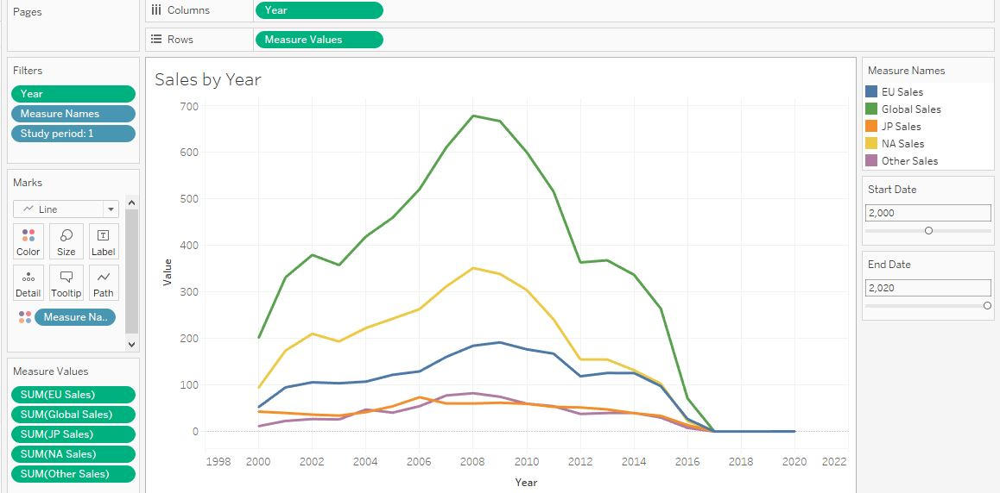 Pages
Columns
Year
Rows
Measure Values
Filters
Year
Measure Names
Study period: 1
Marks
Line
Color
Size
Label
Detail
Tooltip
Path
Measure Na..
Measure Values
SUM(EU Sales)
SUM(Global Sales)
SUM(JP Sales)
SUM(NA Sales)
SUM(Other Sales)
Sales by Year
700
600
500
400
300
200
100
0
Value
1998 2000 2002 2004 2006 2008 2010 2012 2014 2016 2018 2020 2022
Year
Measure Names
EU Sales
Global Sales
JP Sales
NA Sales
Other Sales
Start Date
2,000
End Date
2,020